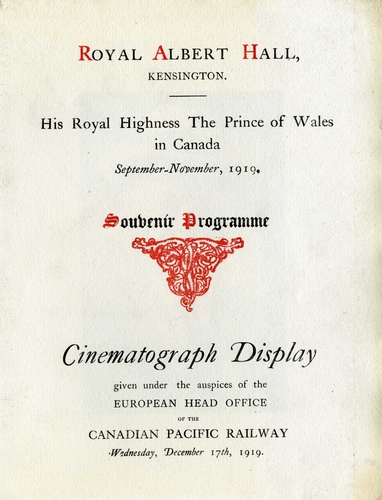 ROYAL ALBERT HALL,
KENSINGTON.
His Royal Highness The Prince of Wales
in Canada
September-November, 1919.
Souvenir Programme
Cinematograph Display
given under the auspices of the
EUROPEAN HEAD OFFICE
OF THE
CANADIAN PACIFIC RAILWAY
Wednesday, December 17th, 1919.